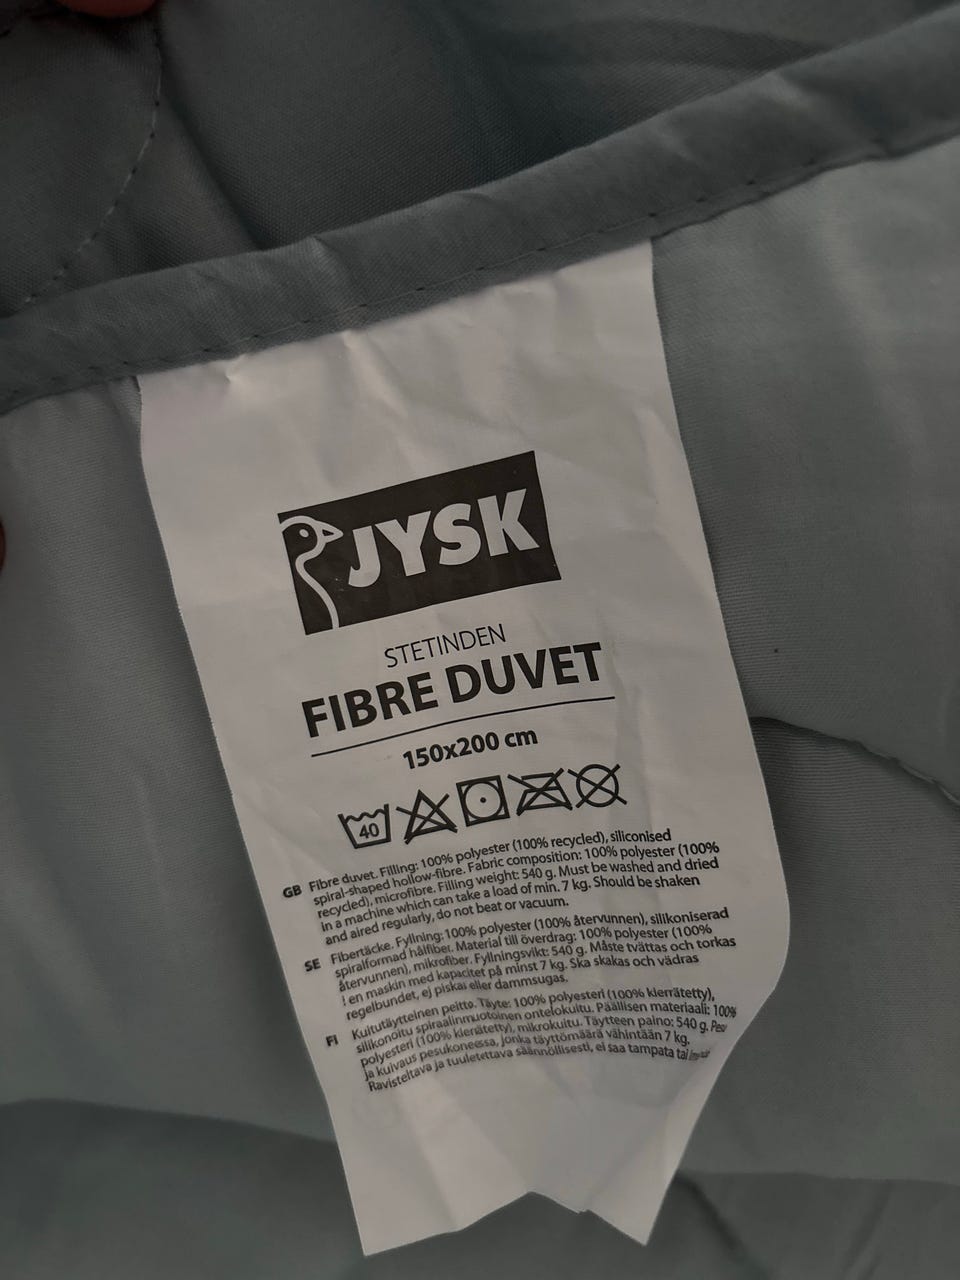 JYSK
STETINDEN
FIBRE DUVET
150x200 cm
40
GB Fibre duvet. Filling: 100% polyester (100% recycled), siliconised
spiral-shaped hollow-fibre. Fabric composition: 100% polyester (100%
recycled), microfibre. Filling weight: 540 g. Must be washed and dried
in a machine which can take a load of min. 7 kg. Should be shaken
and aired regularly, do not beat or vacuum.
SE Fibertäcke. Fyllning: 100% polyester (100% återvunnen), silikoniserad
spiralformad hålfiber. Material till överdrag: 100% polyester (100%
återvunnen), mikrofiber. Fyllningsvikt: 540 g. Måste tvättas och torkas
i en maskin med kapacitet på minst 7 kg. Ska skakas och vädras
regelbundet, ej piskas eller dammsugas.
FI Kuitutäytteinen peitto. Täyte: 100% polyesteri (100% kierrätetty),
silikonoitu spiraalinmuotoinen ontelokuitu. Päällisen materiaali: 100%
polyesteri (100% kierrätetty), mikrokuitu. Täytteen paino: 540 g. Pesu
ja kuivaus pesukoneessa, jonka täyttömäärä vähintään 7 kg.
Ravisteltava ja tuuletettava säännöllisesti, ei saa tampata tai